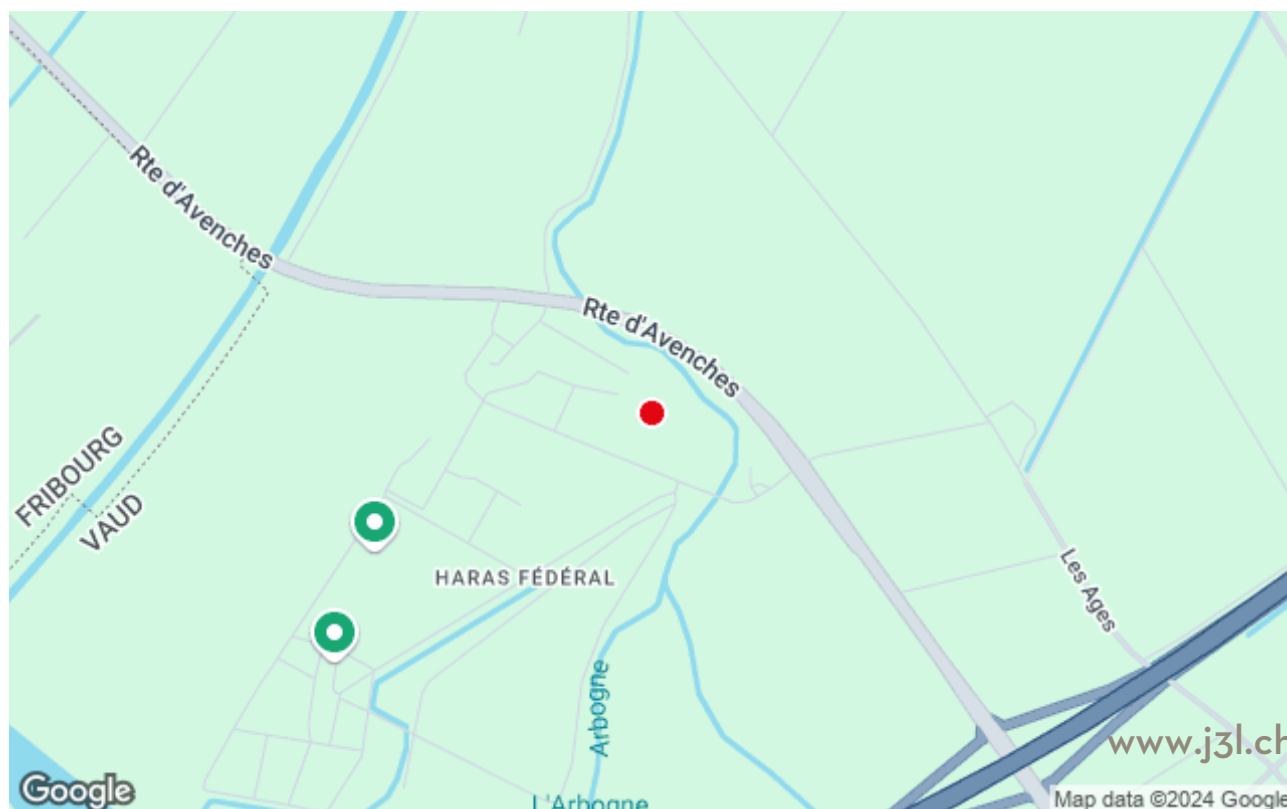 Rte d'Avenches
Rte d'Avenches
FRIBOURG
VAUD
HARAS FÉDÉRAL
Les Ages
Arbogne
www.j3l.ch
Google
L'Arbogne
Map data ©2024 Google